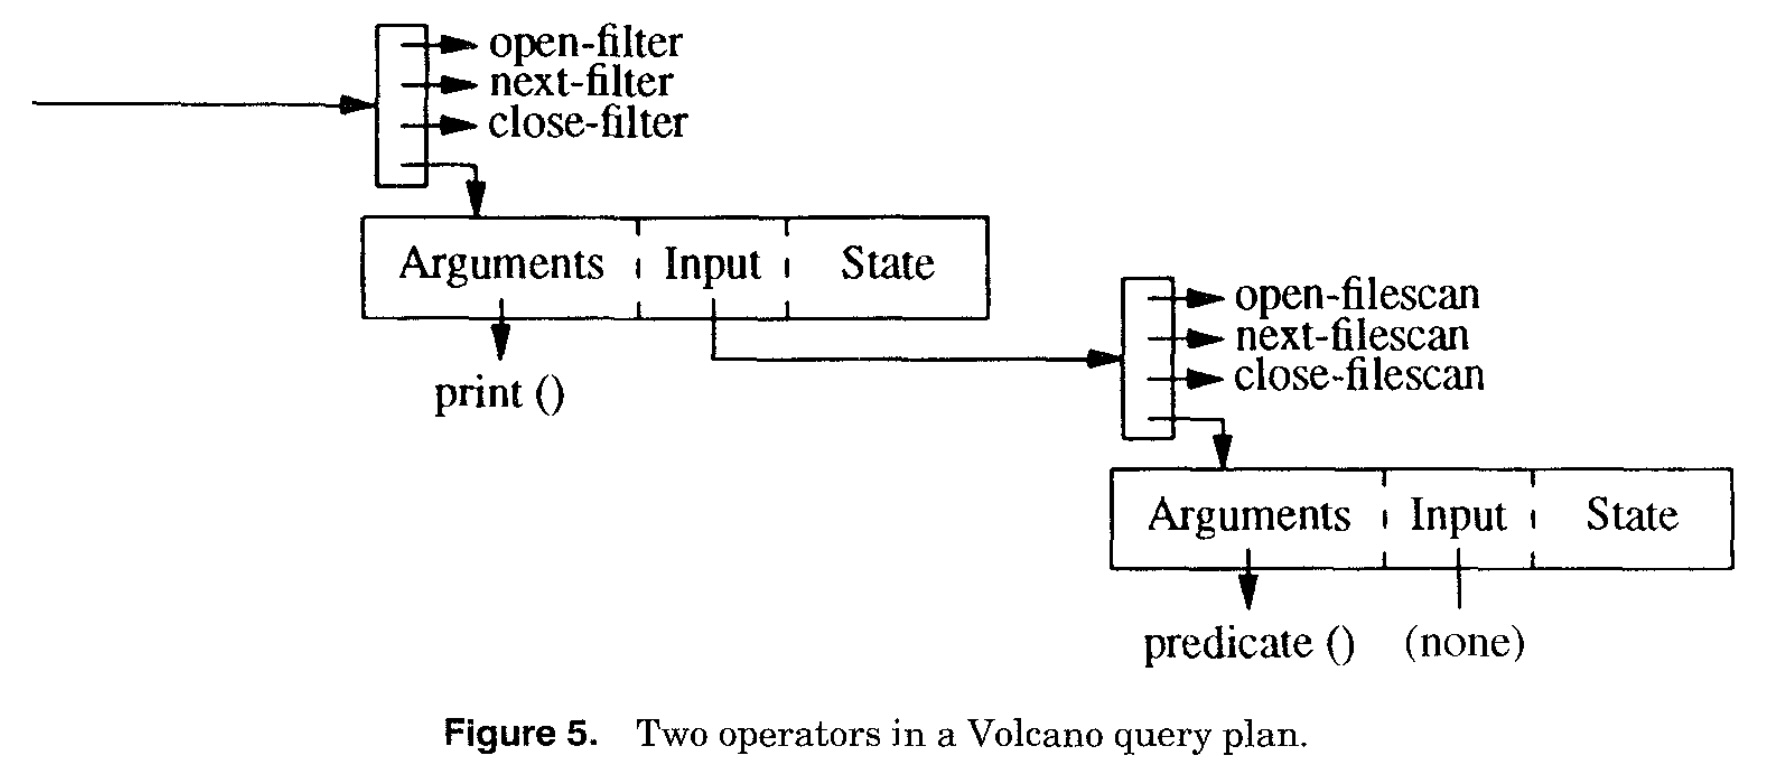 open-filter
next-filter
close-filter
Arguments Input State
print ()
open-filescan
next-filescan
close-filescan
Arguments Input State
predicate () (none)
Figure 5. Two operators in a Volcano query plan.